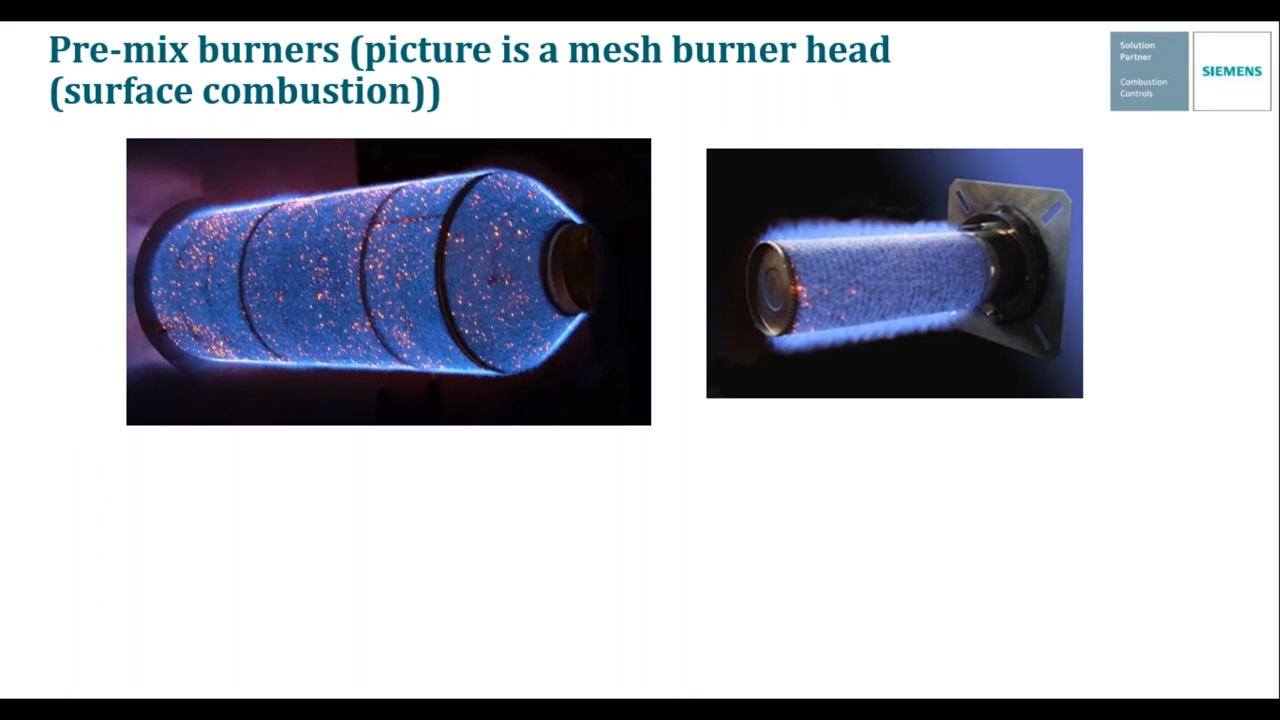 Pre-mix burners (picture is a mesh burner head
(surface combustion))
Solution
Partner
Combustion
Controls
SIEMENS